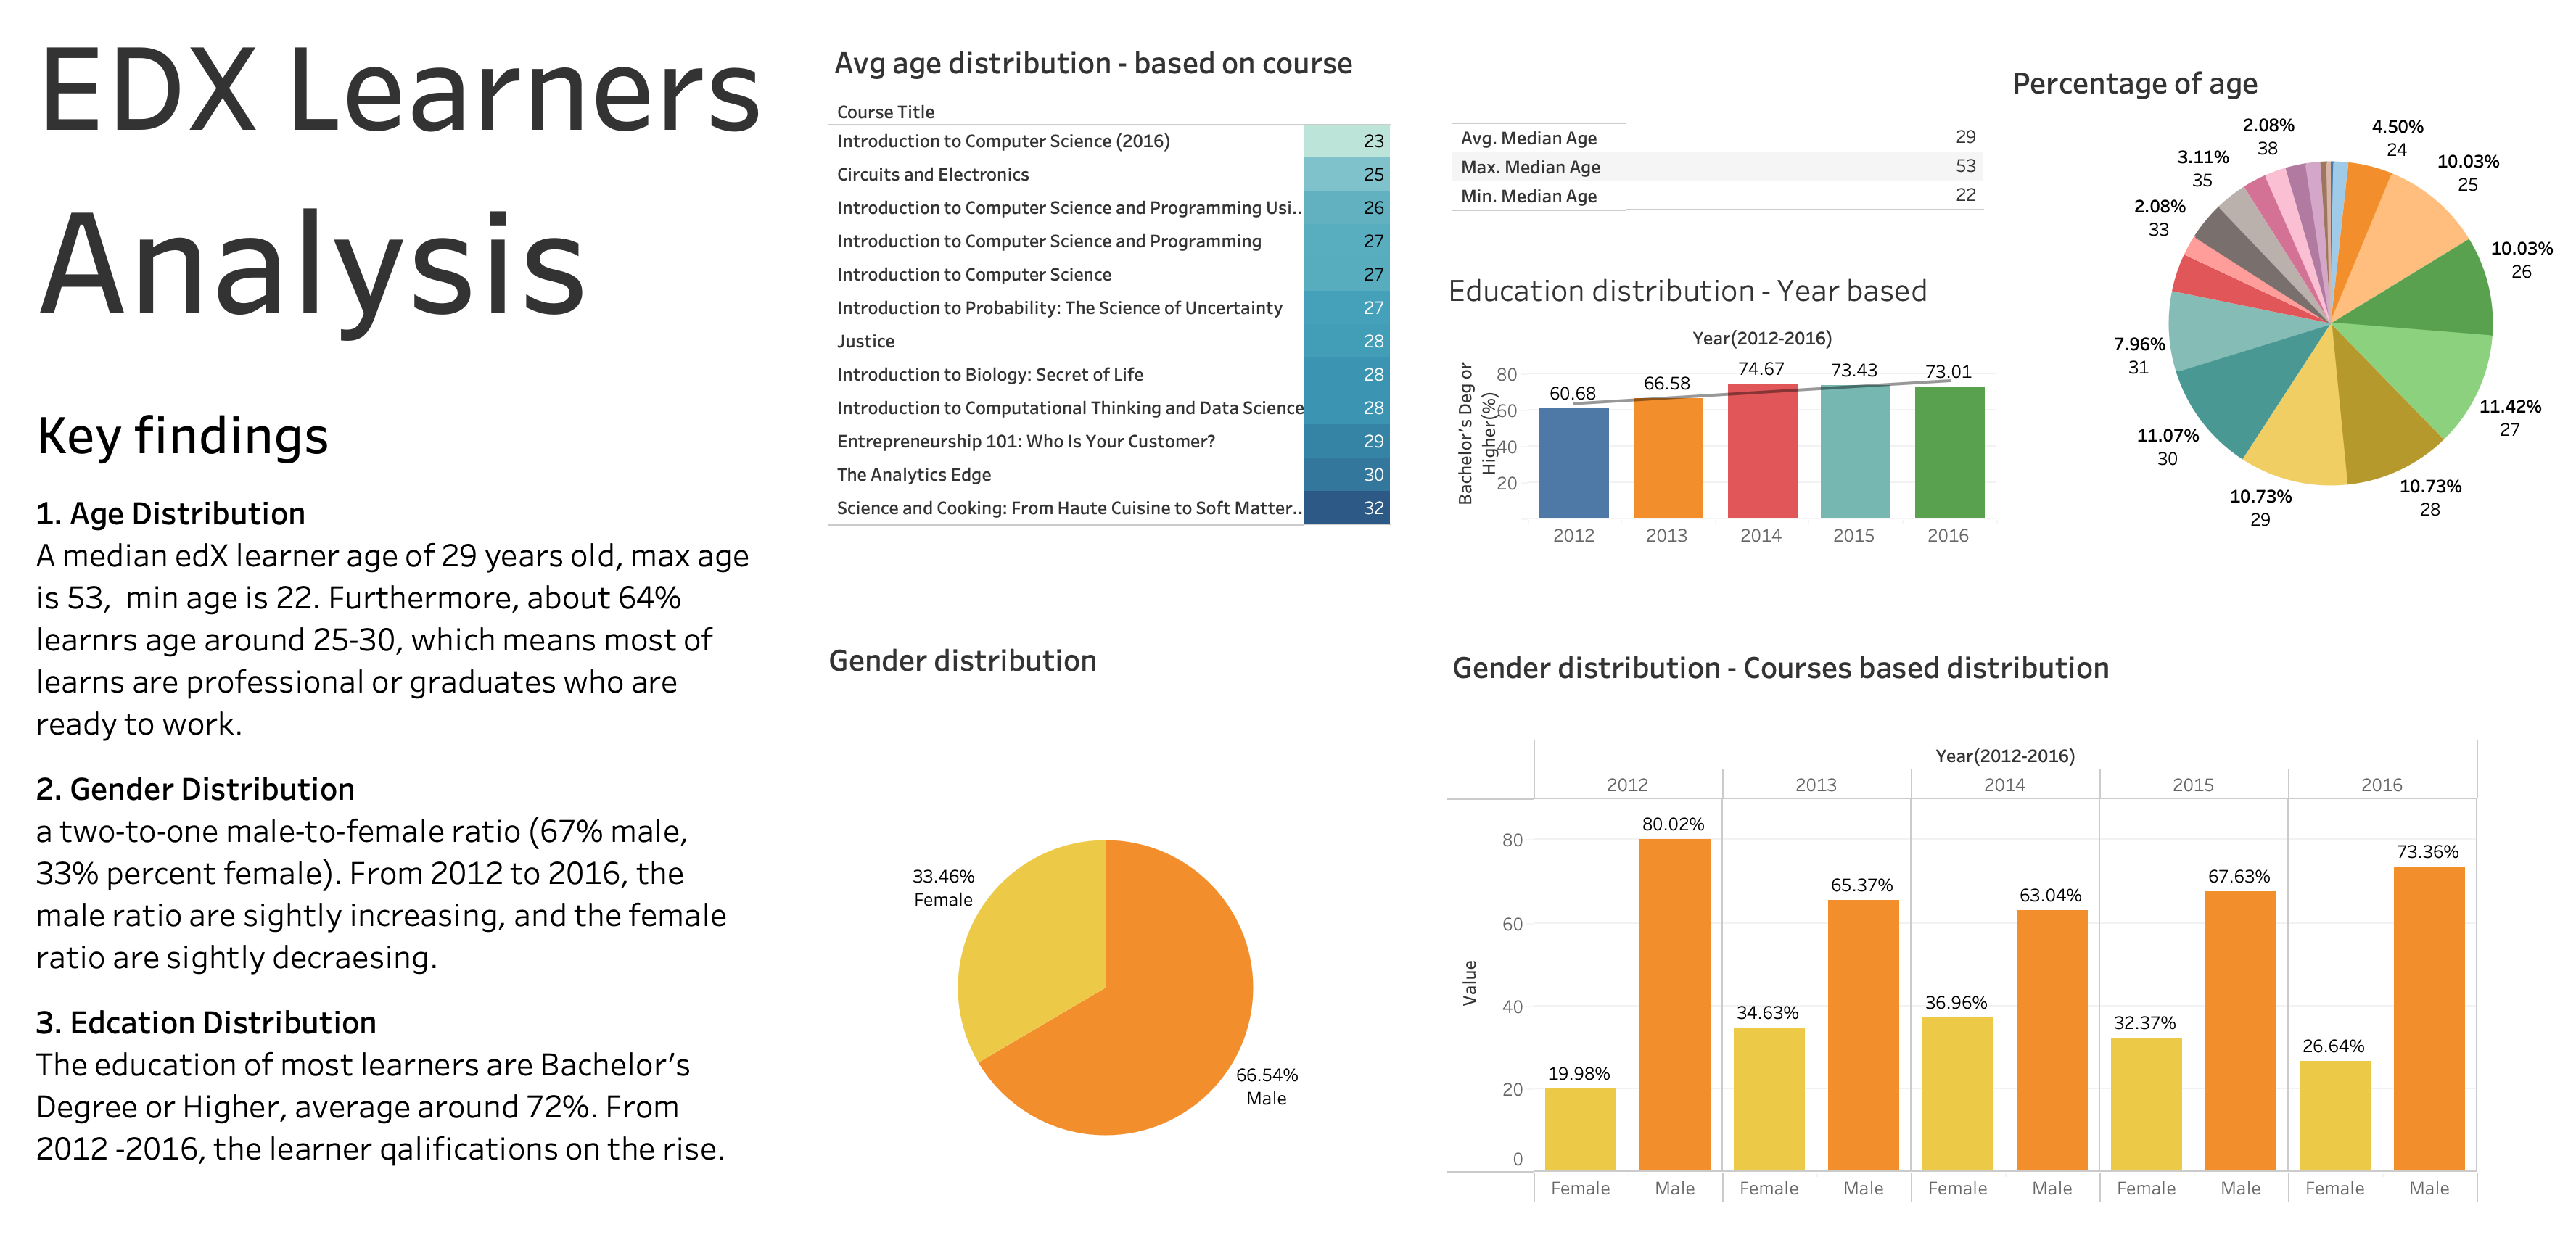 EDX Learners
Analysis
Key findings
1. Age Distribution
A median edX learner age of 29 years old, max age
is 53,  min age is 22. Furthermore, about 64%
learnrs age around 25-30, which means most of
learns are professional or graduates who are
ready to work.
2. Gender Distribution
a two-to-one male-to-female ratio (67% male,
33% percent female). From 2012 to 2016, the
male ratio are sightly increasing, and the female
ratio are sightly decraesing.
3. Edcation Distribution
The education of most learners are Bachelor's
Degree or Higher, average around 72%. From
2012 -2016, the learner qalifications on the rise.
Avg age distribution - based on course
Course Title
Introduction to Computer Science (2016) 23
Circuits and Electronics 25
Introduction to Computer Science and Programming Usi.. 26
Introduction to Computer Science and Programming 27
Introduction to Computer Science 27
Introduction to Probability: The Science of Uncertainty 27
Justice 28
Introduction to Biology: Secret of Life 28
Introduction to Computational Thinking and Data Science 28
Entrepreneurship 101: Who Is Your Customer? 29
The Analytics Edge 30
Science and Cooking: From Haute Cuisine to Soft Matter.. 32
Avg. Median Age 29
Max. Median Age 53
Min. Median Age 22
Education distribution - Year based
Year(2012-2016)
Bachelor's Deg or
Higher(%)
80
60
40
20
60.68
66.58
74.67
73.43
73.01
2012 2013 2014 2015 2016
Percentage of age
4.50%
24
10.03%
25
10.03%
26
11.42%
27
10.73%
28
10.73%
29
11.07%
30
7.96%
31
2.08%
33
3.11%
35
2.08%
38
Gender distribution
33.46%
Female
66.54%
Male
Gender distribution - Courses based distribution
Year(2012-2016)
2012 2013 2014 2015 2016
Value
80
60
40
20
0
19.98% 80.02%
34.63% 65.37%
36.96% 63.04%
32.37% 67.63%
26.64% 73.36%
Female Male Female Male Female Male Female Male Female Male